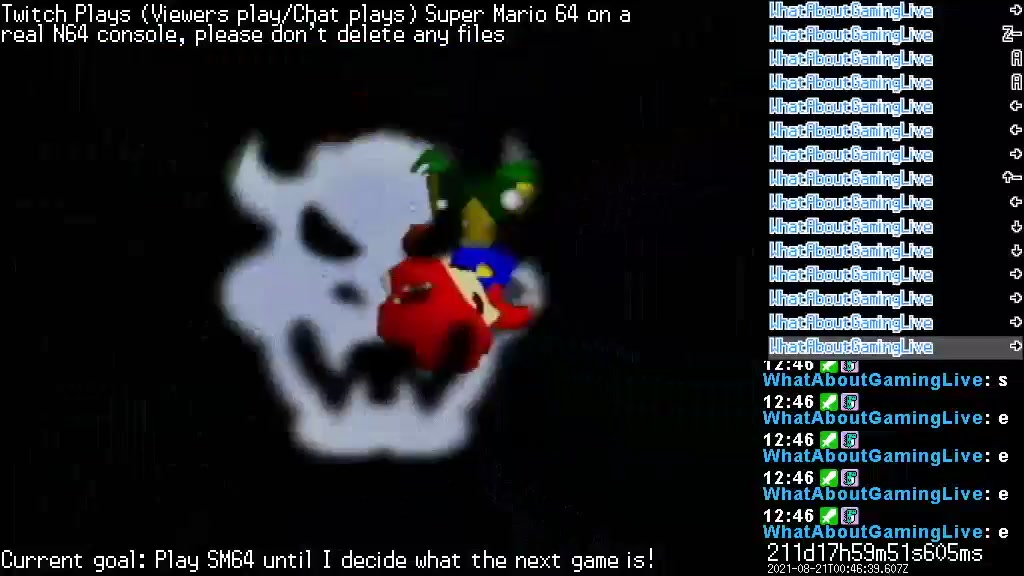 Twitch Plays (Viewers play/Chat plays) Super Mario 64 on a
real N64 console, please don't delete any files
WhatAboutGamingLive →
WhatAboutGamingLive Z-
WhatAboutGamingLive A
WhatAboutGamingLive A
WhatAboutGamingLive ←
WhatAboutGamingLive ←
WhatAboutGamingLive →
WhatAboutGamingLive ↑-
WhatAboutGamingLive ←
WhatAboutGamingLive ↓
WhatAboutGamingLive ↓
WhatAboutGamingLive →
WhatAboutGamingLive →
WhatAboutGamingLive →
WhatAboutGamingLive →
12:46
WhatAboutGamingLive: s
12:46
WhatAboutGamingLive: e
12:46
WhatAboutGamingLive: e
12:46
WhatAboutGamingLive: e
12:46
WhatAboutGamingLive: e
Current goal: Play SM64 until I decide what the next game is!
211d17h59m51s605ms
2021-08-21T00:46:39.607Z